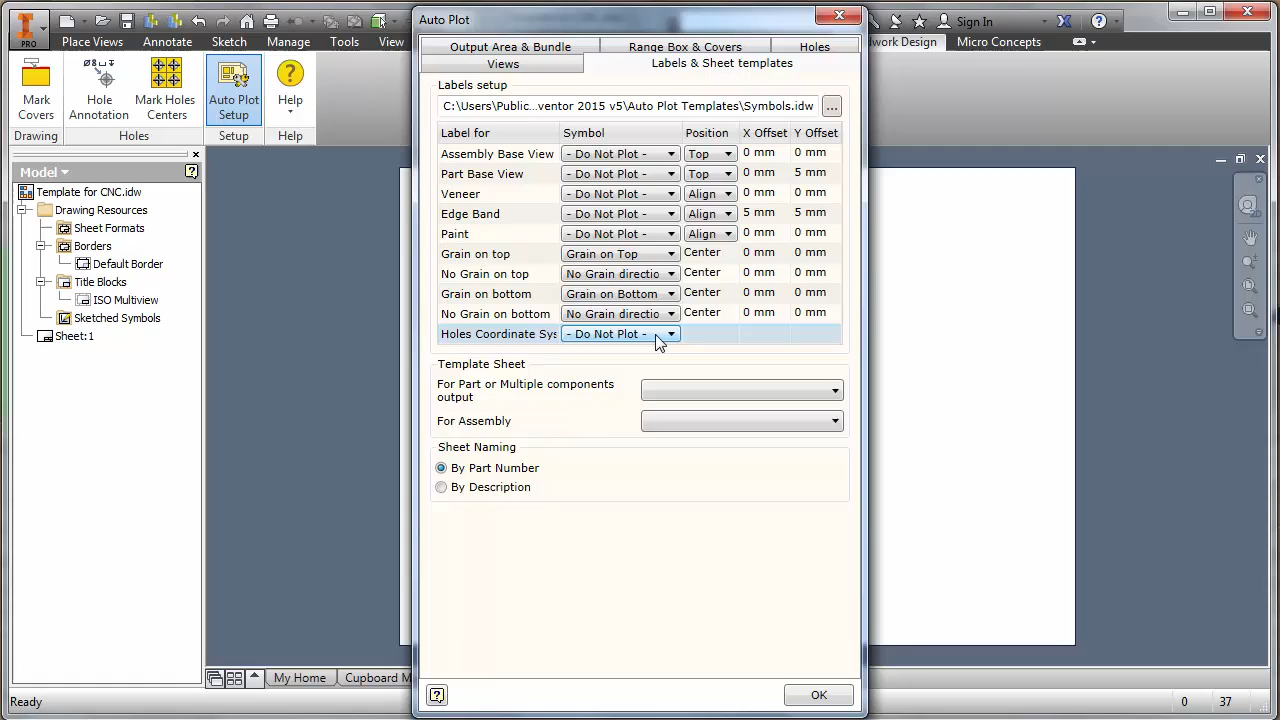 Auto Plot
Sign In
PRO
Place Views
Annotate
Sketch
Manage
Tools
View
Network Design
Micro Concepts
Mark Covers
Hole Annotation
Mark Holes Centers
Auto Plot Setup
Help
Drawing
Holes
Setup
Help
Model
Template for CNC.idw
Drawing Resources
Sheet Formats
Borders
Default Border
Title Blocks
ISO Multiview
Sketched Symbols
Sheet:1
Output Area & Bundle
Range Box & Covers
Holes
Views
Labels & Sheet templates
Labels setup
C:\Users\Public...ventor 2015 v5\Auto Plot Templates\Symbols.idw
...
Label for Symbol Position X Offset Y Offset
Assembly Base View - Do Not Plot - Top 0 mm 0 mm
Part Base View - Do Not Plot - Top 0 mm 5 mm
Veneer - Do Not Plot - Align 0 mm 0 mm
Edge Band - Do Not Plot - Align 5 mm 5 mm
Paint - Do Not Plot - Align 0 mm 0 mm
Grain on top Grain on Top Center 0 mm 0 mm
No Grain on top No Grain directio Center 0 mm 0 mm
Grain on bottom Grain on Bottom Center 0 mm 0 mm
No Grain on bottom No Grain directio Center 0 mm 0 mm
Holes Coordinate Sys - Do Not Plot -
Template Sheet
For Part or Multiple components
output
For Assembly
Sheet Naming
By Part Number
By Description
OK
My Home
Cupboard M
Ready
0
37
2D